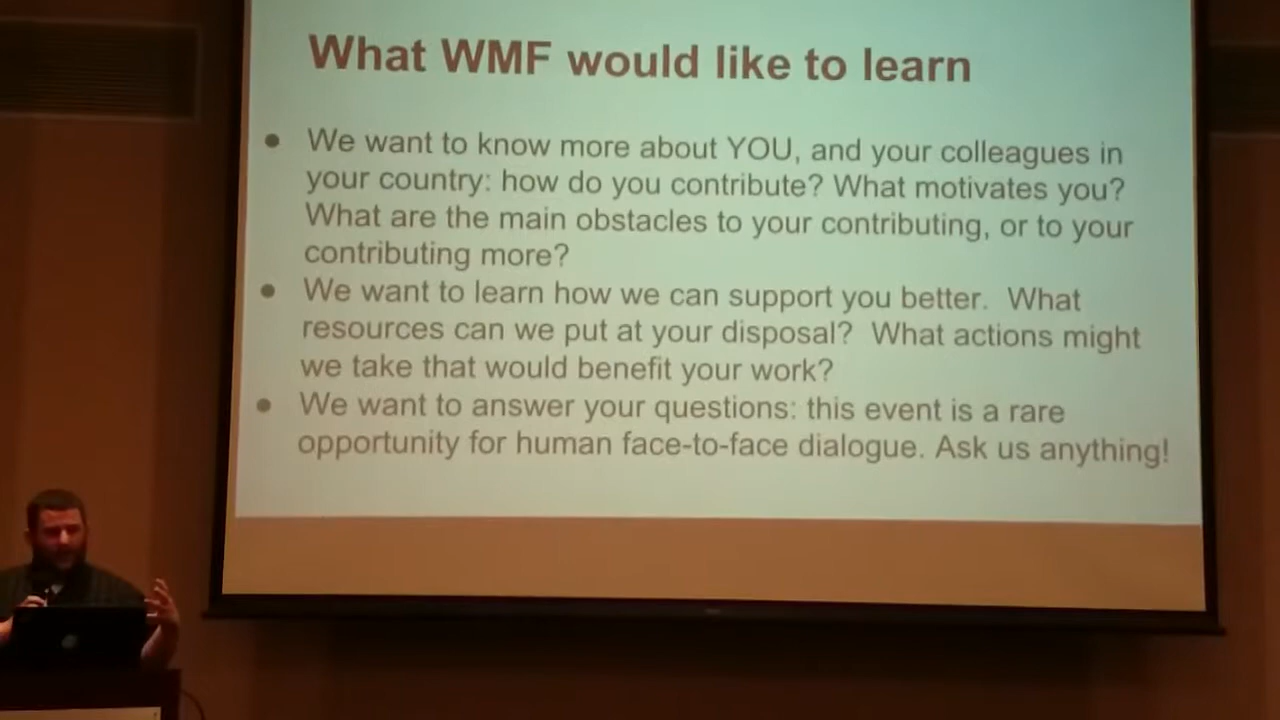 What WMF would like to learn
● We want to know more about YOU, and your colleagues in
your country: how do you contribute? What motivates you?
What are the main obstacles to your contributing, or to your
contributing more?
● We want to learn how we can support you better.  What
resources can we put at your disposal?  What actions might
we take that would benefit your work?
● We want to answer your questions: this event is a rare
opportunity for human face-to-face dialogue. Ask us anything!